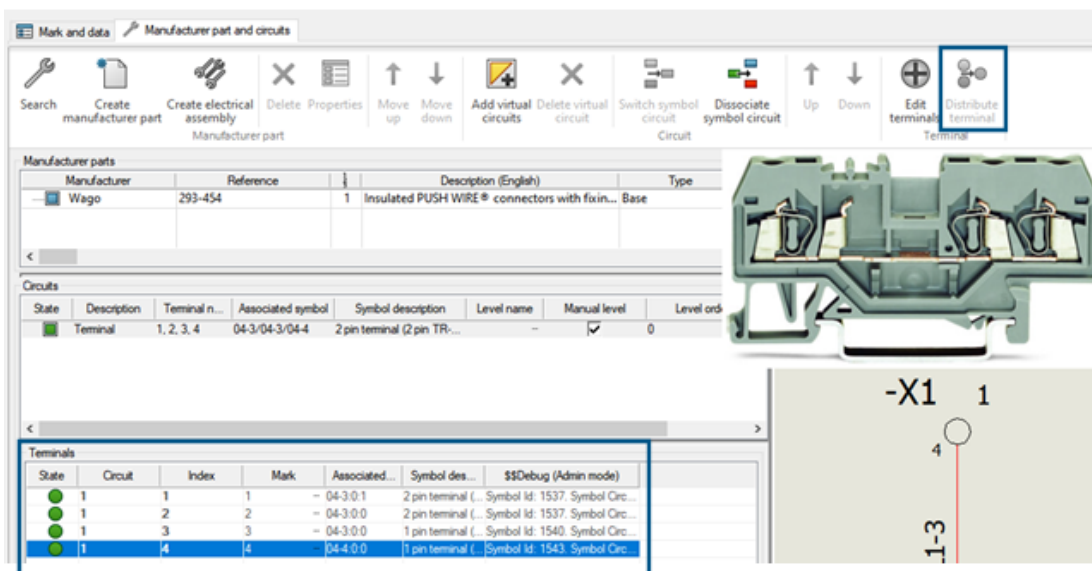 Mark and data Manufacturer part and circuits
Search Create manufacturer part Create electrical assembly Delete Properties Move up Move down Add virtual circuits Delete virtual circuit Switch symbol circuit Dissociate symbol circuit Up Down Edit terminals Distribute terminal
Manufacturer part Circuit Terminal
Manufacturer parts
Manufacturer Reference Description (English) Type
Wago 293-454 1 Insulated PUSH WIRE® connectors with fixin... Base
Circuits
State Description Terminal n... Associated symbol Symbol description Level name Manual level Level ord
Terminal 1, 2, 3, 4 04-3/04-3/04-4 2 pin terminal (2 pin TR-... – 0
-X1 1
4
L1-3
Terminals
State Circuit Index Mark Associated... Symbol des... $$Debug (Admin mode)
1 1 1 – 04-3:0:1 2 pin terminal (... Symbol Id: 1537. Symbol Circ...
1 2 2 – 04-3:0:0 2 pin terminal (... Symbol Id: 1537. Symbol Circ...
1 3 3 – 04-3:0:0 1 pin terminal (... Symbol Id: 1540. Symbol Circ...
1 4 4 – 04-4:0:0 1 pin terminal (... Symbol Id: 1543. Symbol Circ...